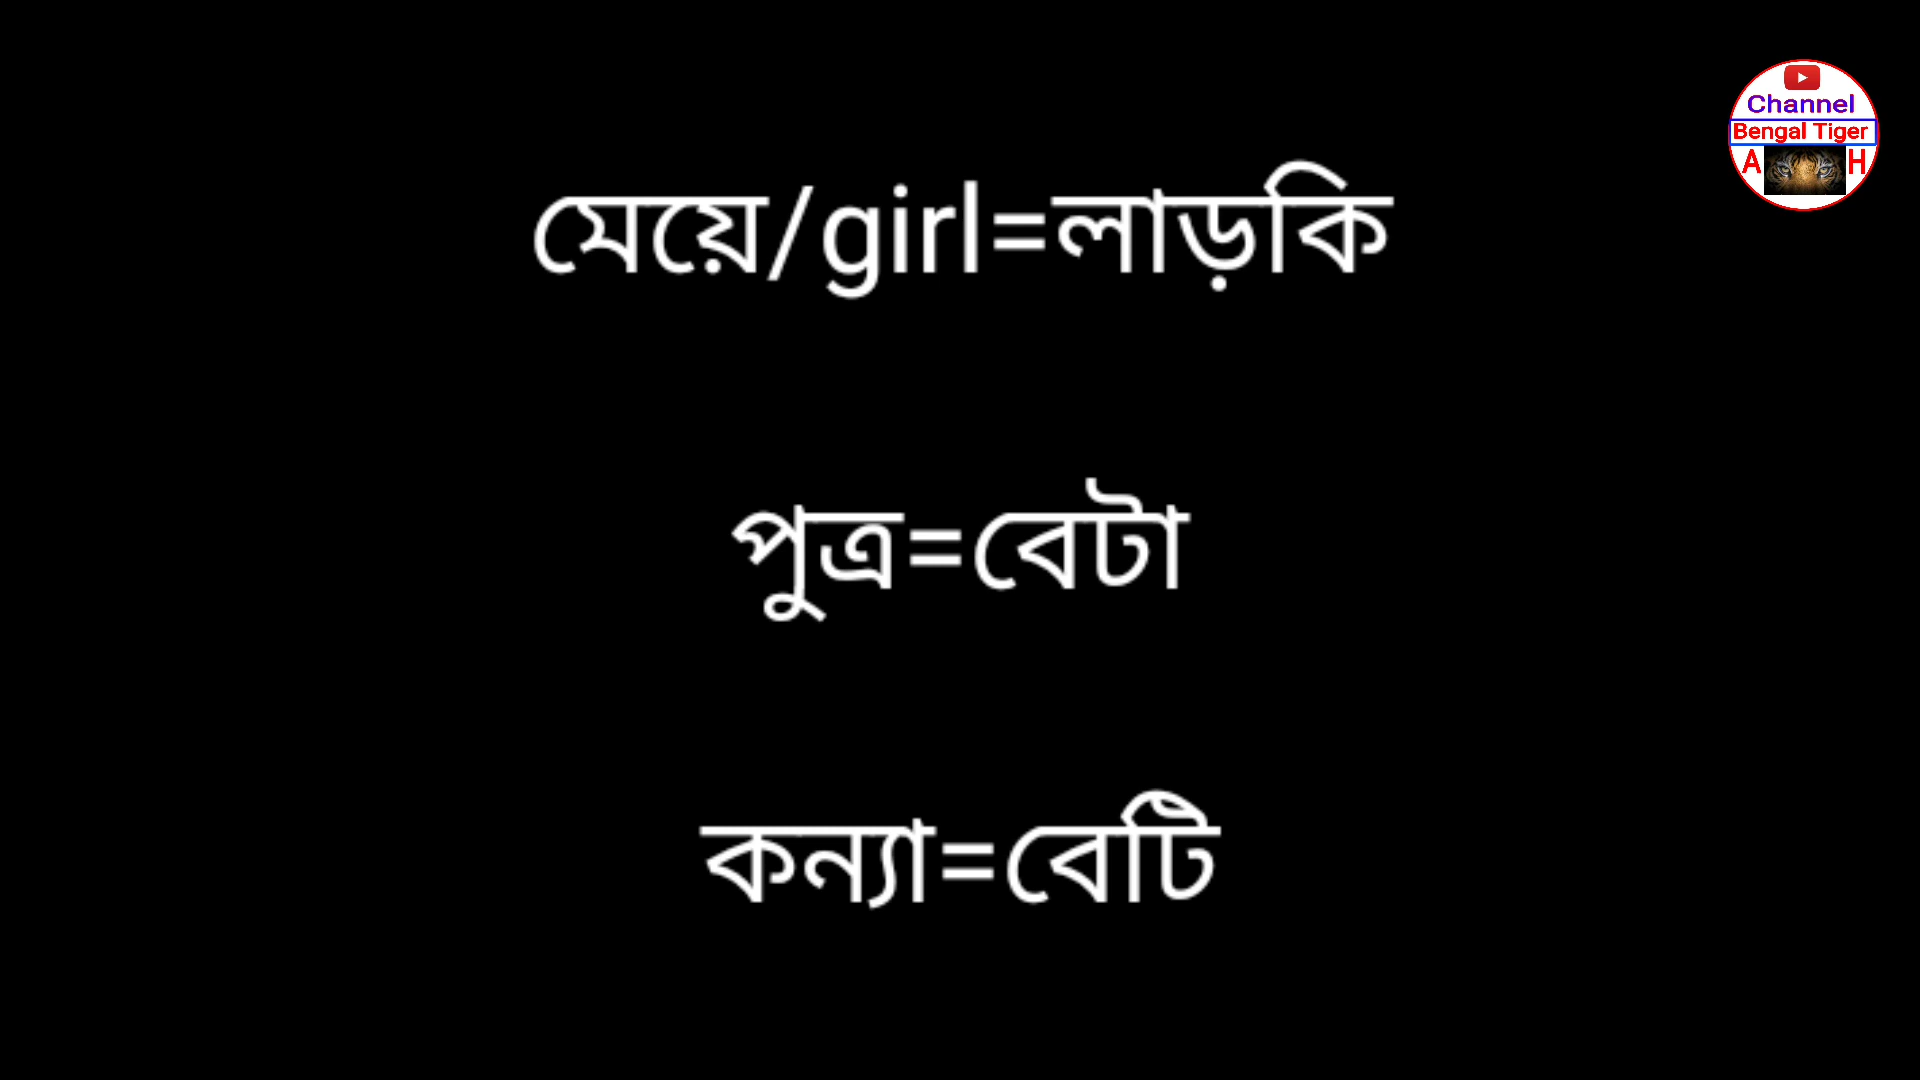 Channel
Bengal Tiger
A H
মেয়ে/girl=লাড়কি
পুত্র=বেটা
কন্যা=বেটি